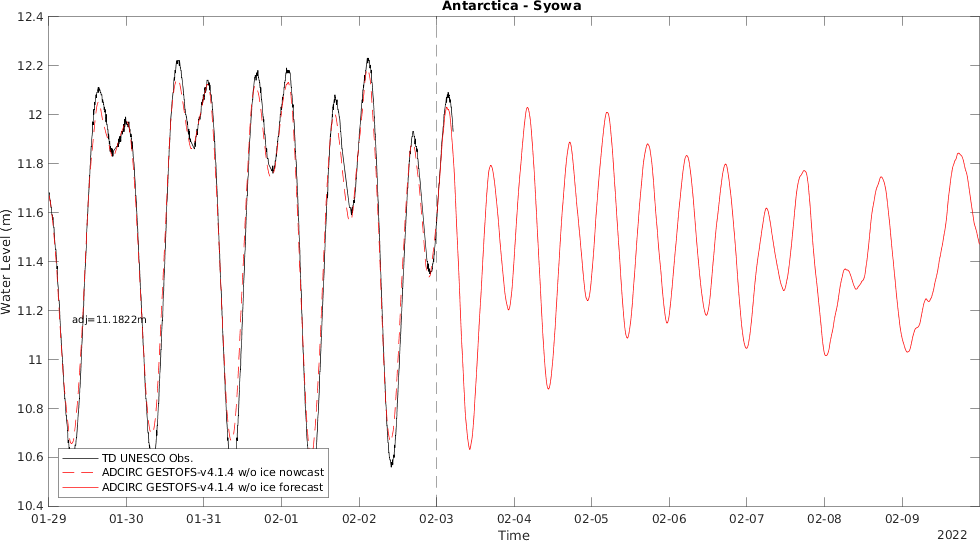 Antarctica - Syowa
12.4
12.2
12
11.8
11.6
11.4
11.2
11
10.8
10.6
10.4
Water Level (m)
adj=11.1822m
TD UNESCO Obs.
ADCIRC GESTOFS-v4.1.4 w/o ice nowcast
ADCIRC GESTOFS-v4.1.4 w/o ice forecast
01-29 01-30 01-31 02-01 02-02 02-03 02-04 02-05 02-06 02-07 02-08 02-09
Time
2022